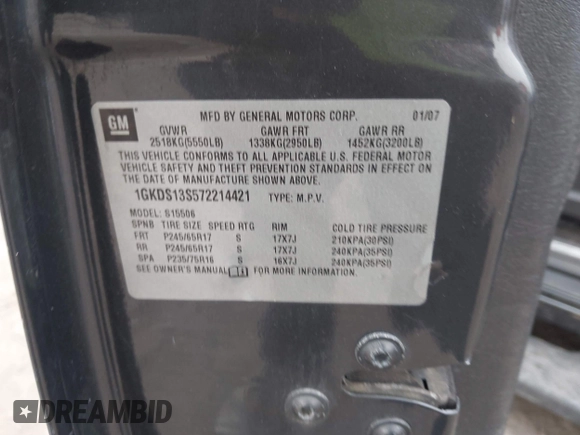 GM
MFD BY GENERAL MOTORS CORP. 01/07
GVWR GAWR FRT GAWR RR
2518KG(5550LB) 1338KG(2950LB) 1452KG(3200LB)
THIS VEHICLE CONFORMS TO ALL APPLICABLE U.S. FEDERAL MOTOR
VEHICLE SAFETY AND THEFT PREVENTION STANDARDS IN EFFECT ON
THE DATE OF MANUFACTURE SHOWN ABOVE.
1GKDS13S572214421 TYPE: M.P.V.
MODEL: S15506
SPNB TIRE SIZE SPEED RTG RIM COLD TIRE PRESSURE
FRT P245/65R17 S 17X7J 210KPA(30PSI)
RR P245/65R17 S 17X7J 240KPA(35PSI)
SPA P235/75R16 S 16X7J 240KPA(35PSI)
SEE OWNER'S MANUAL FOR MORE INFORMATION.
DREAMBID